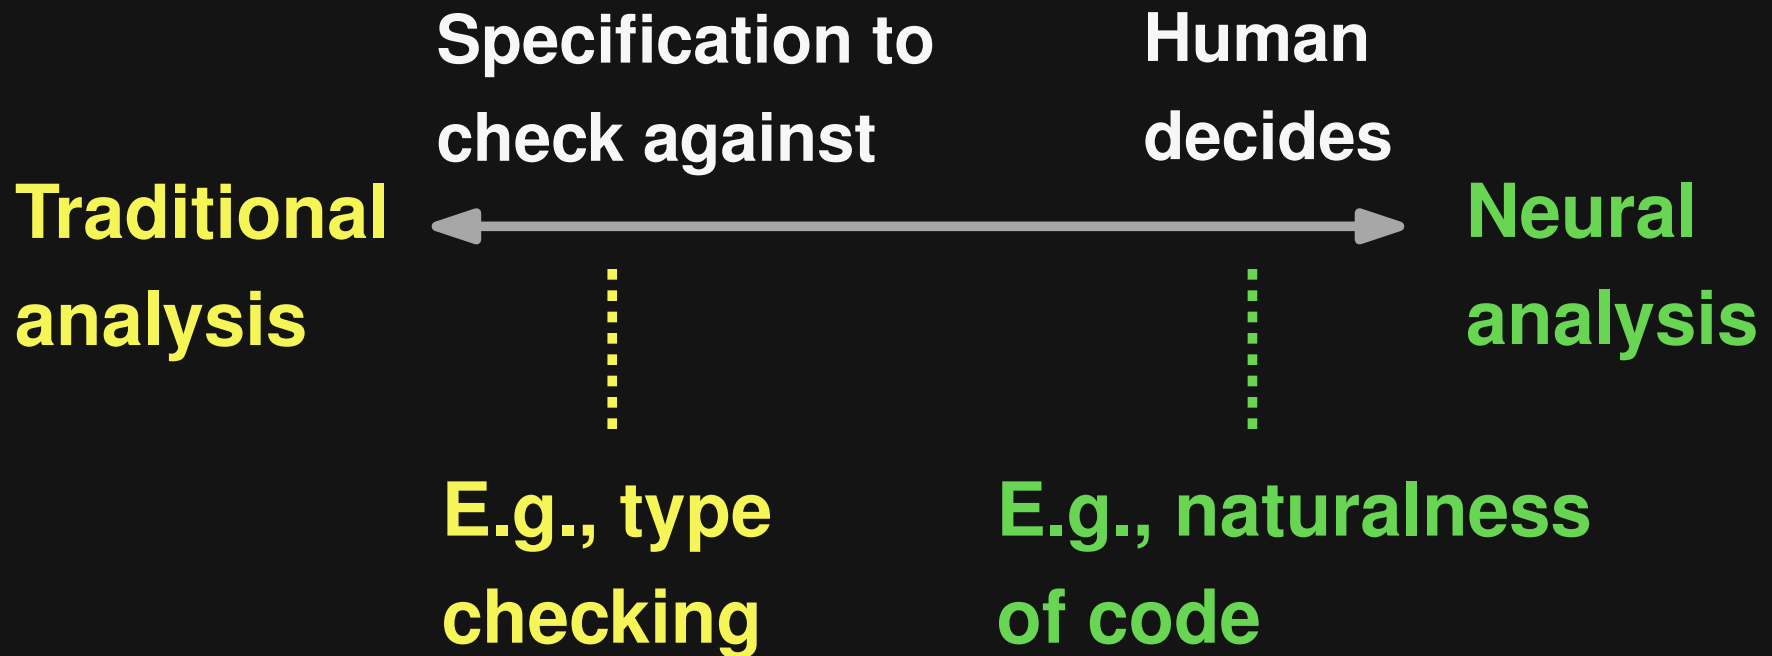 Specification to
check against
Human
decides
Traditional
analysis
Neural
analysis
E.g., type
checking
E.g., naturalness
of code